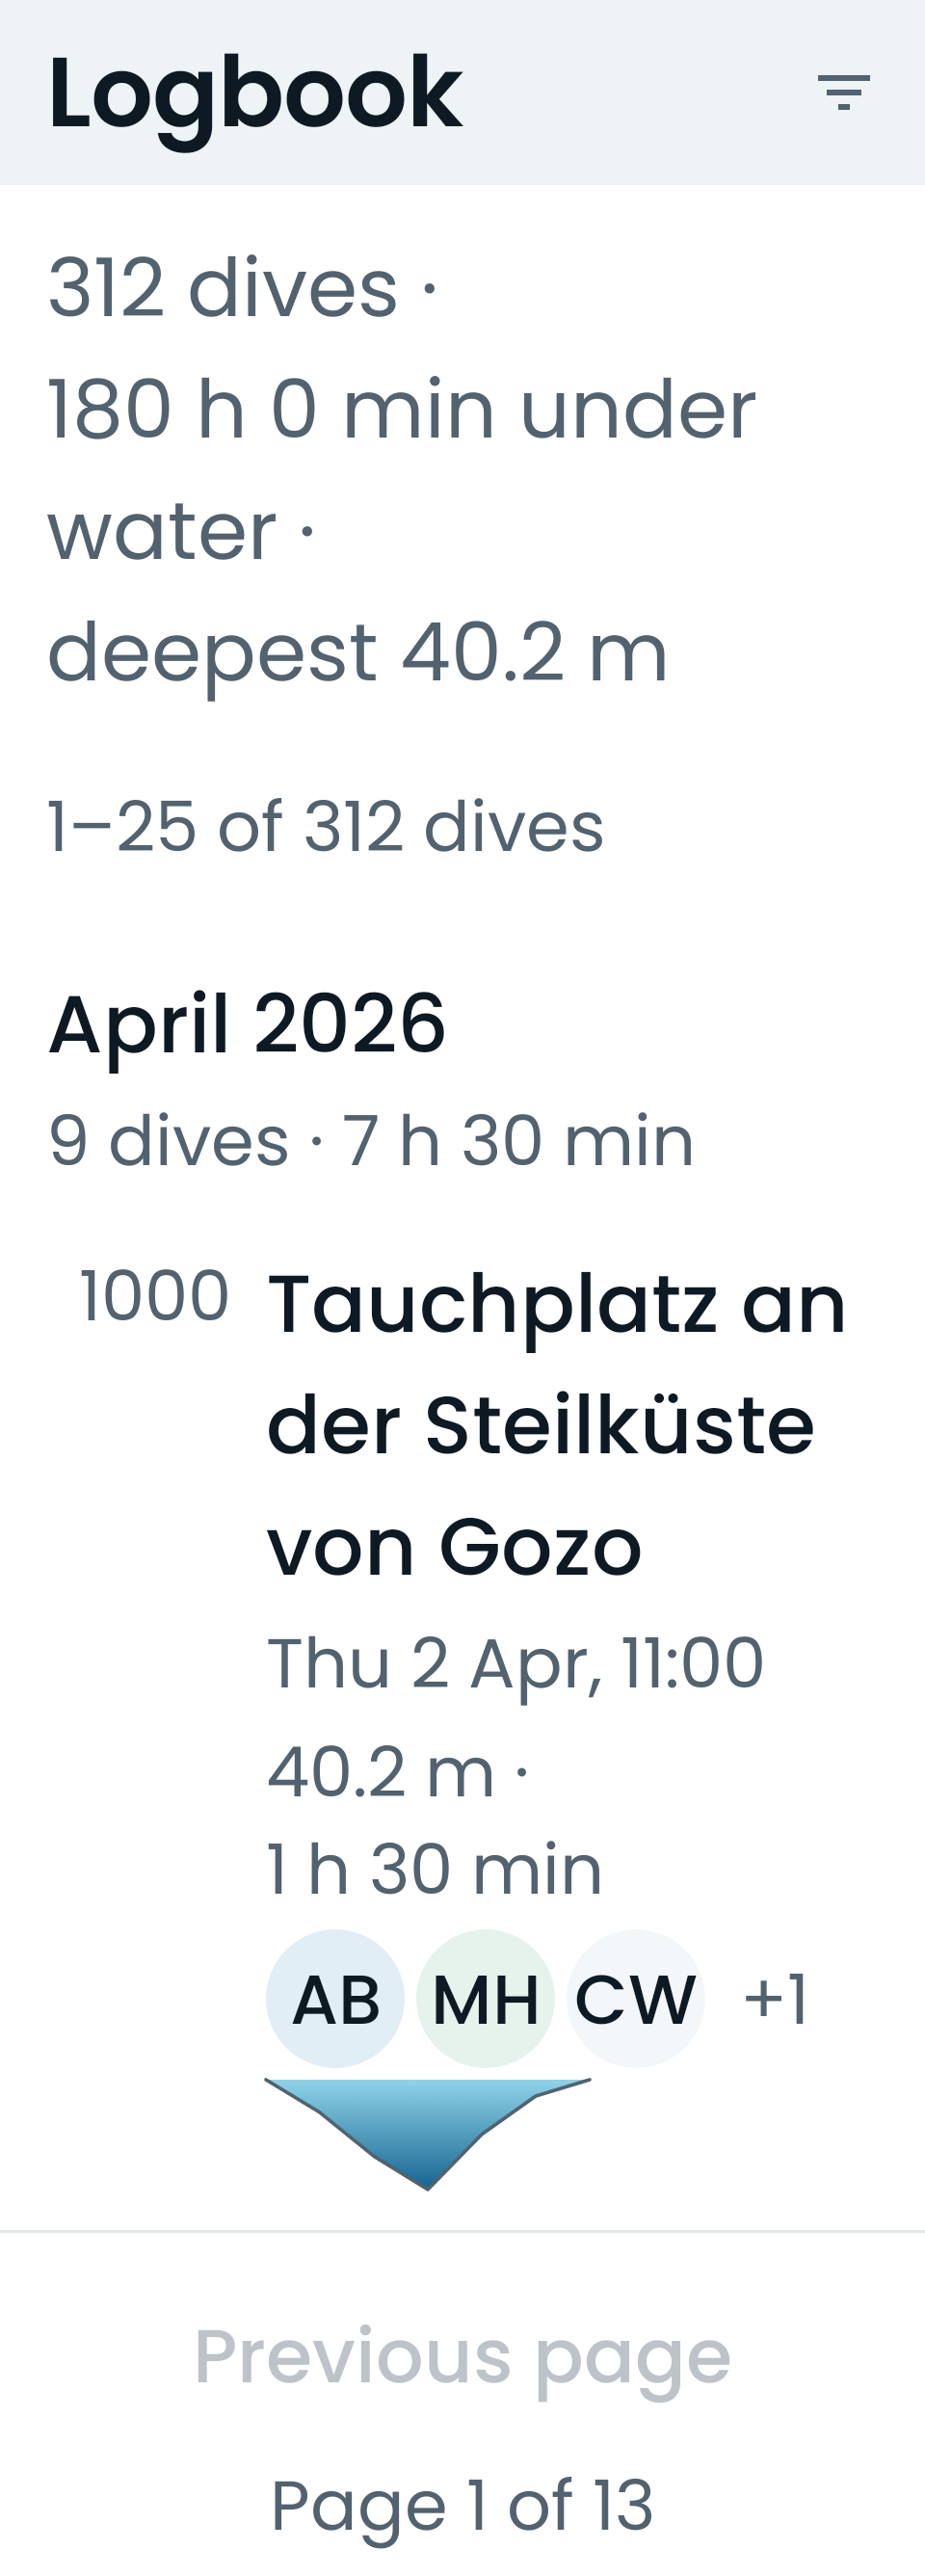 Logbook
312 dives ·
180 h 0 min under
water ·
deepest 40.2 m
1–25 of 312 dives
April 2026
9 dives · 7 h 30 min
1000
Tauchplatz an
der Steilküste
von Gozo
Thu 2 Apr, 11:00
40.2 m ·
1 h 30 min
AB MH CW +1
Previous page
Page 1 of 13